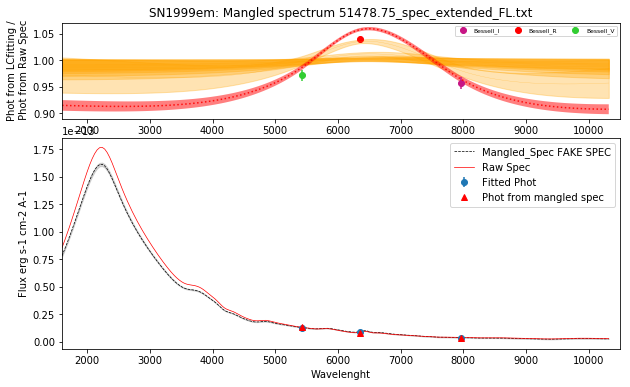 SN1999em: Mangled spectrum 51478.75_spec_extended_FL.txt
Phot from LCfitting /
Phot from Raw Spec
1.05
1.00
0.95
0.90
Bessell_I
Bessell_R
Bessell_V
2000 3000 4000 5000 6000 7000 8000 9000 10000
1e−13
Flux erg s-1 cm-2 A-1
1.75
1.50
1.25
1.00
0.75
0.50
0.25
0.00
Mangled_Spec FAKE SPEC
Raw Spec
Fitted Phot
Phot from mangled spec
2000 3000 4000 5000 6000 7000 8000 9000 10000
Wavelenght